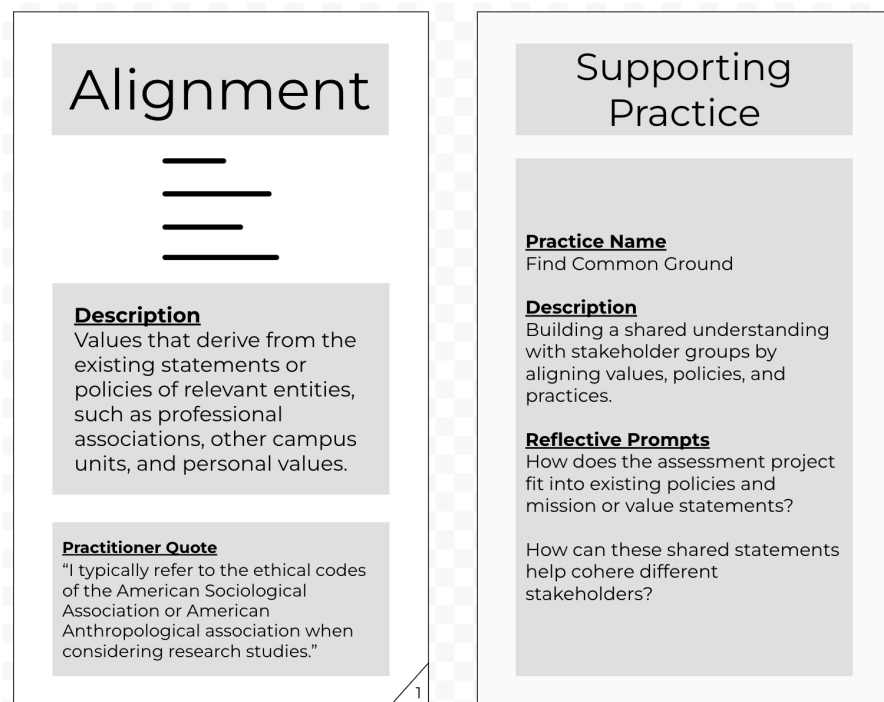 Alignment
Description
Values that derive from the
existing statements or
policies of relevant entities,
such as professional
associations, other campus
units, and personal values.
Practitioner Quote
“I typically refer to the ethical codes
of the American Sociological
Association or American
Anthropological association when
considering research studies.”
1
Supporting
Practice
Practice Name
Find Common Ground
Description
Building a shared understanding
with stakeholder groups by
aligning values, policies, and
practices.
Reflective Prompts
How does the assessment project
fit into existing policies and
mission or value statements?
How can these shared statements
help cohere different
stakeholders?